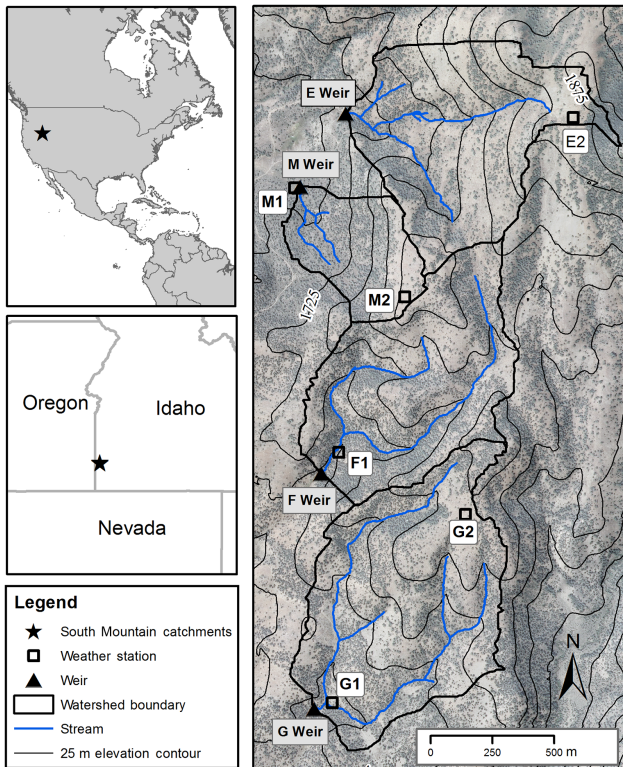 Oregon
Idaho
Nevada
Legend
South Mountain catchments
Weather station
Weir
Watershed boundary
Stream
25 m elevation contour
E Weir
1875
E2
M Weir
M1
M2
1725
F1
F Weir
G2
G1
G Weir
N
0 250 500 m